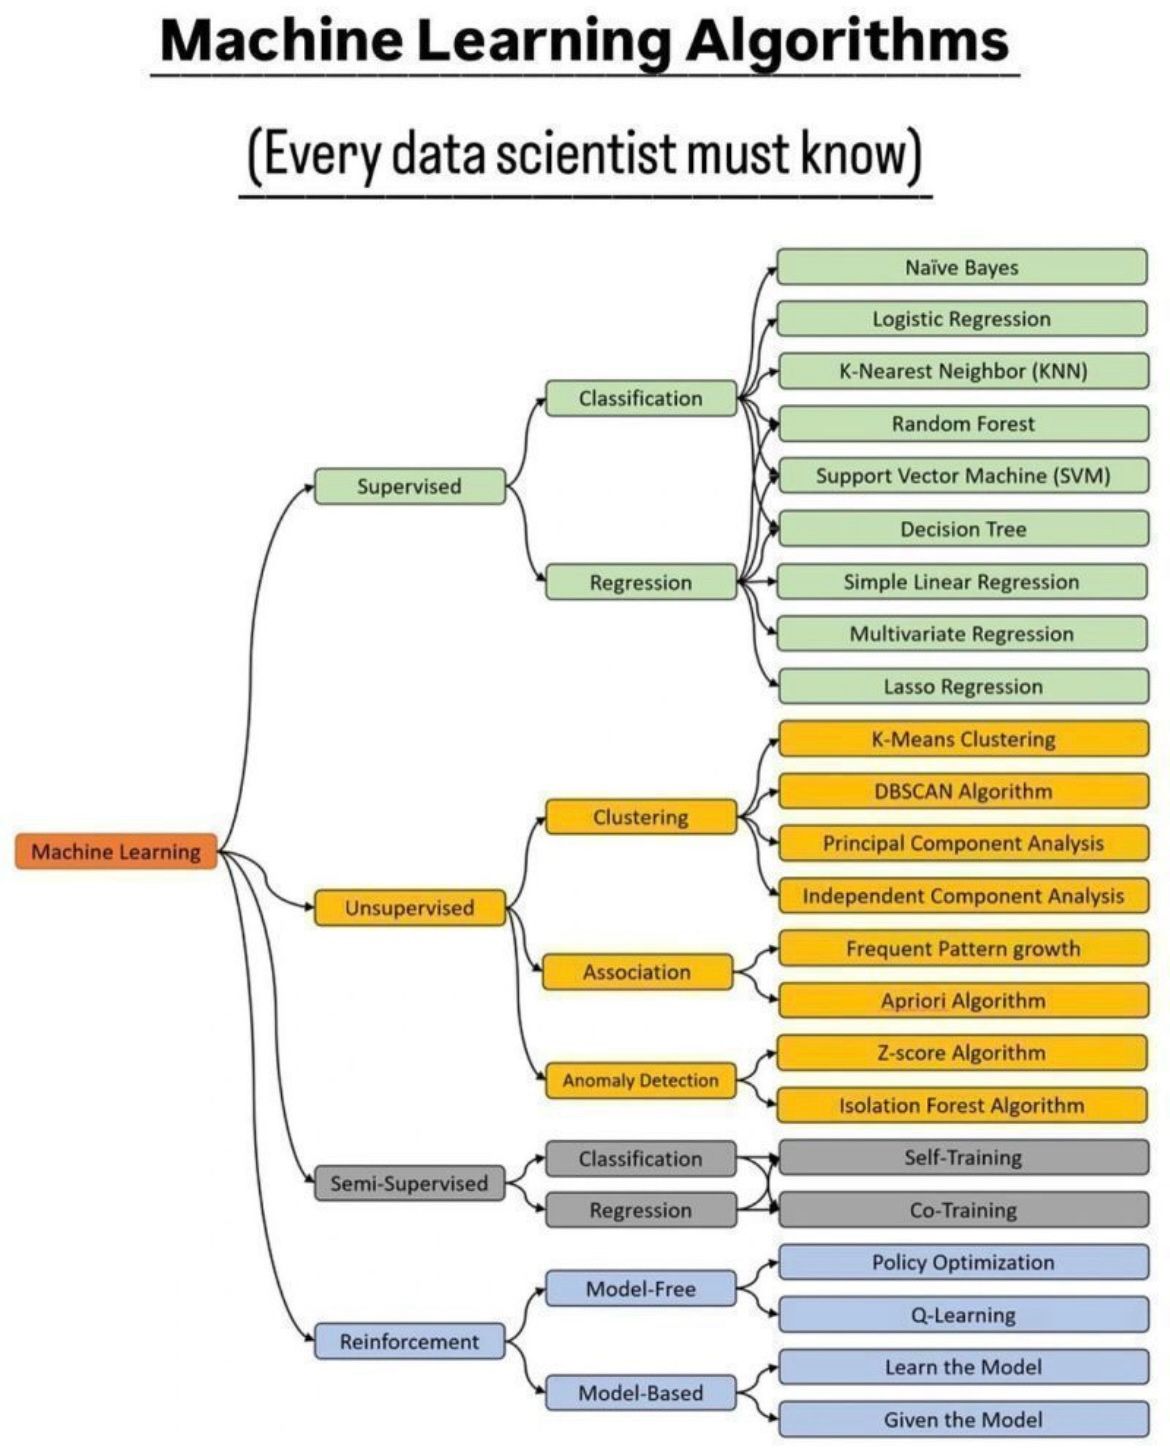 Machine Learning Algorithms
(Every data scientist must know)
Naïve Bayes
Logistic Regression
K-Nearest Neighbor (KNN)
Classification
Random Forest
Supervised
Support Vector Machine (SVM)
Decision Tree
Regression
Simple Linear Regression
Multivariate Regression
Lasso Regression
K-Means Clustering
DBSCAN Algorithm
Clustering
Machine Learning
Principal Component Analysis
Independent Component Analysis
Unsupervised
Frequent Pattern growth
Association
Apriori Algorithm
Z-score Algorithm
Anomaly Detection
Isolation Forest Algorithm
Classification
Self-Training
Semi-Supervised
Regression
Co-Training
Policy Optimization
Model-Free
Q-Learning
Reinforcement
Learn the Model
Model-Based
Given the Model